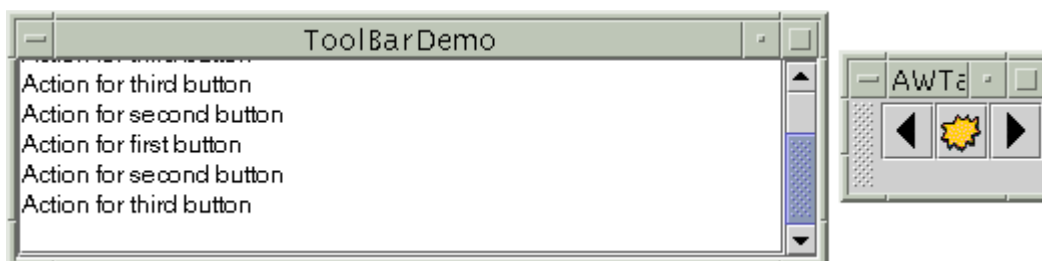 ToolBarDemo
Action for third button
Action for second button
Action for first button
Action for second button
Action for third button